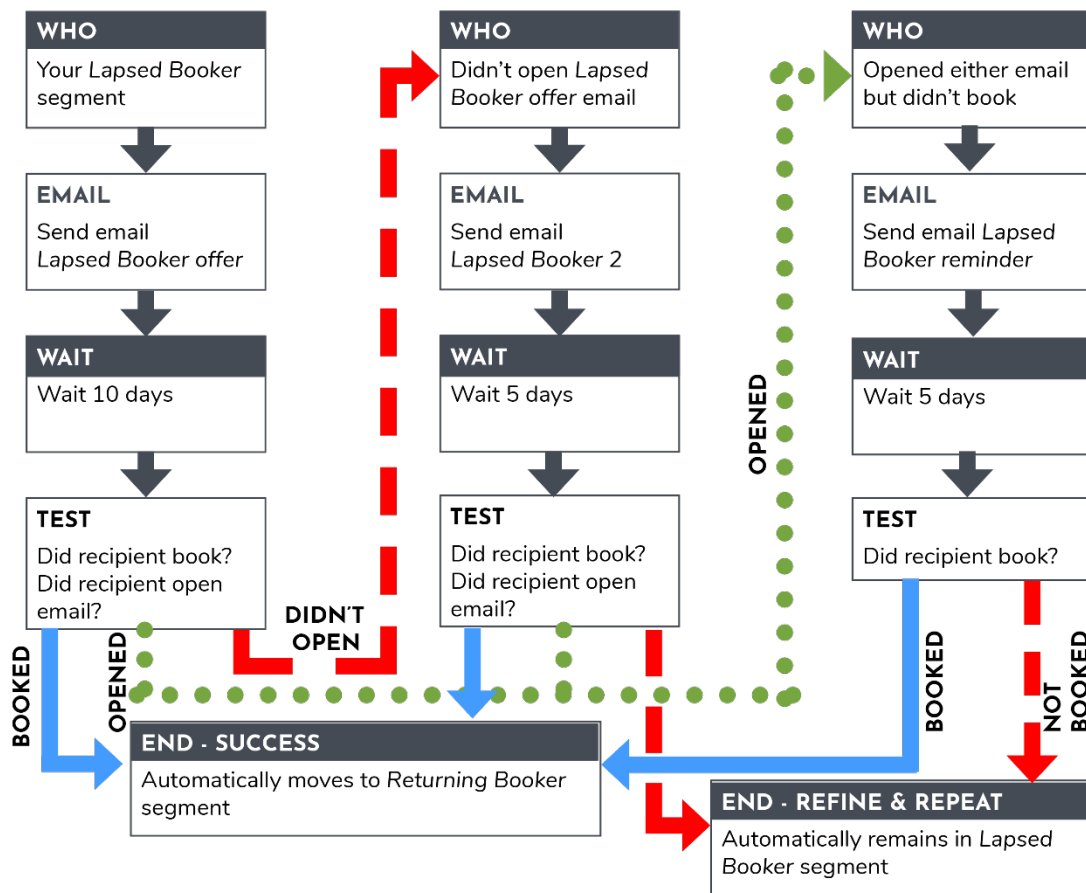 WHO
Your Lapsed Booker
segment
EMAIL
Send email
Lapsed Booker offer
WAIT
Wait 10 days
TEST
Did recipient book?
Did recipient open
email?
BOOKED
OPENED
DIDN'T
OPEN
WHO
Didn't open Lapsed
Booker offer email
EMAIL
Send email
Lapsed Booker 2
WAIT
Wait 5 days
TEST
Did recipient book?
Did recipient open
email?
OPENED
WHO
Opened either email
but didn't book
EMAIL
Send email Lapsed
Booker reminder
WAIT
Wait 5 days
TEST
Did recipient book?
BOOKED
NOT
BOOKED
END - SUCCESS
Automatically moves to Returning Booker
segment
END - REFINE & REPEAT
Automatically remains in Lapsed
Booker segment